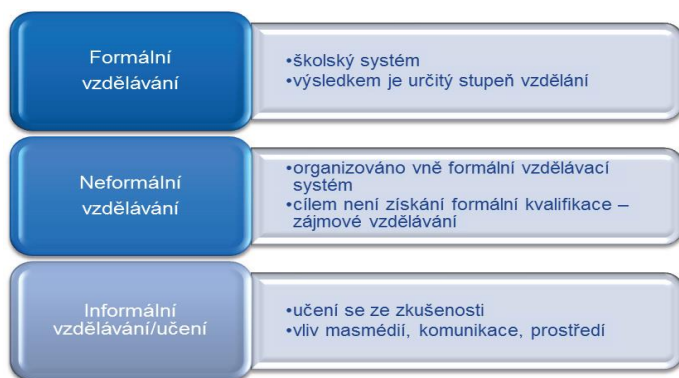 Formální
vzdělávání
•školský systém
•výsledkem je určitý stupeň vzdělání
Neformální
vzdělávání
•organizováno vně formální vzdělávací
systém
•cílem není získání formální kvalifikace –
zájmové vzdělávání
Informální
vzdělávání/učení
•učení se ze zkušenosti
•vliv masmédií, komunikace, prostředí